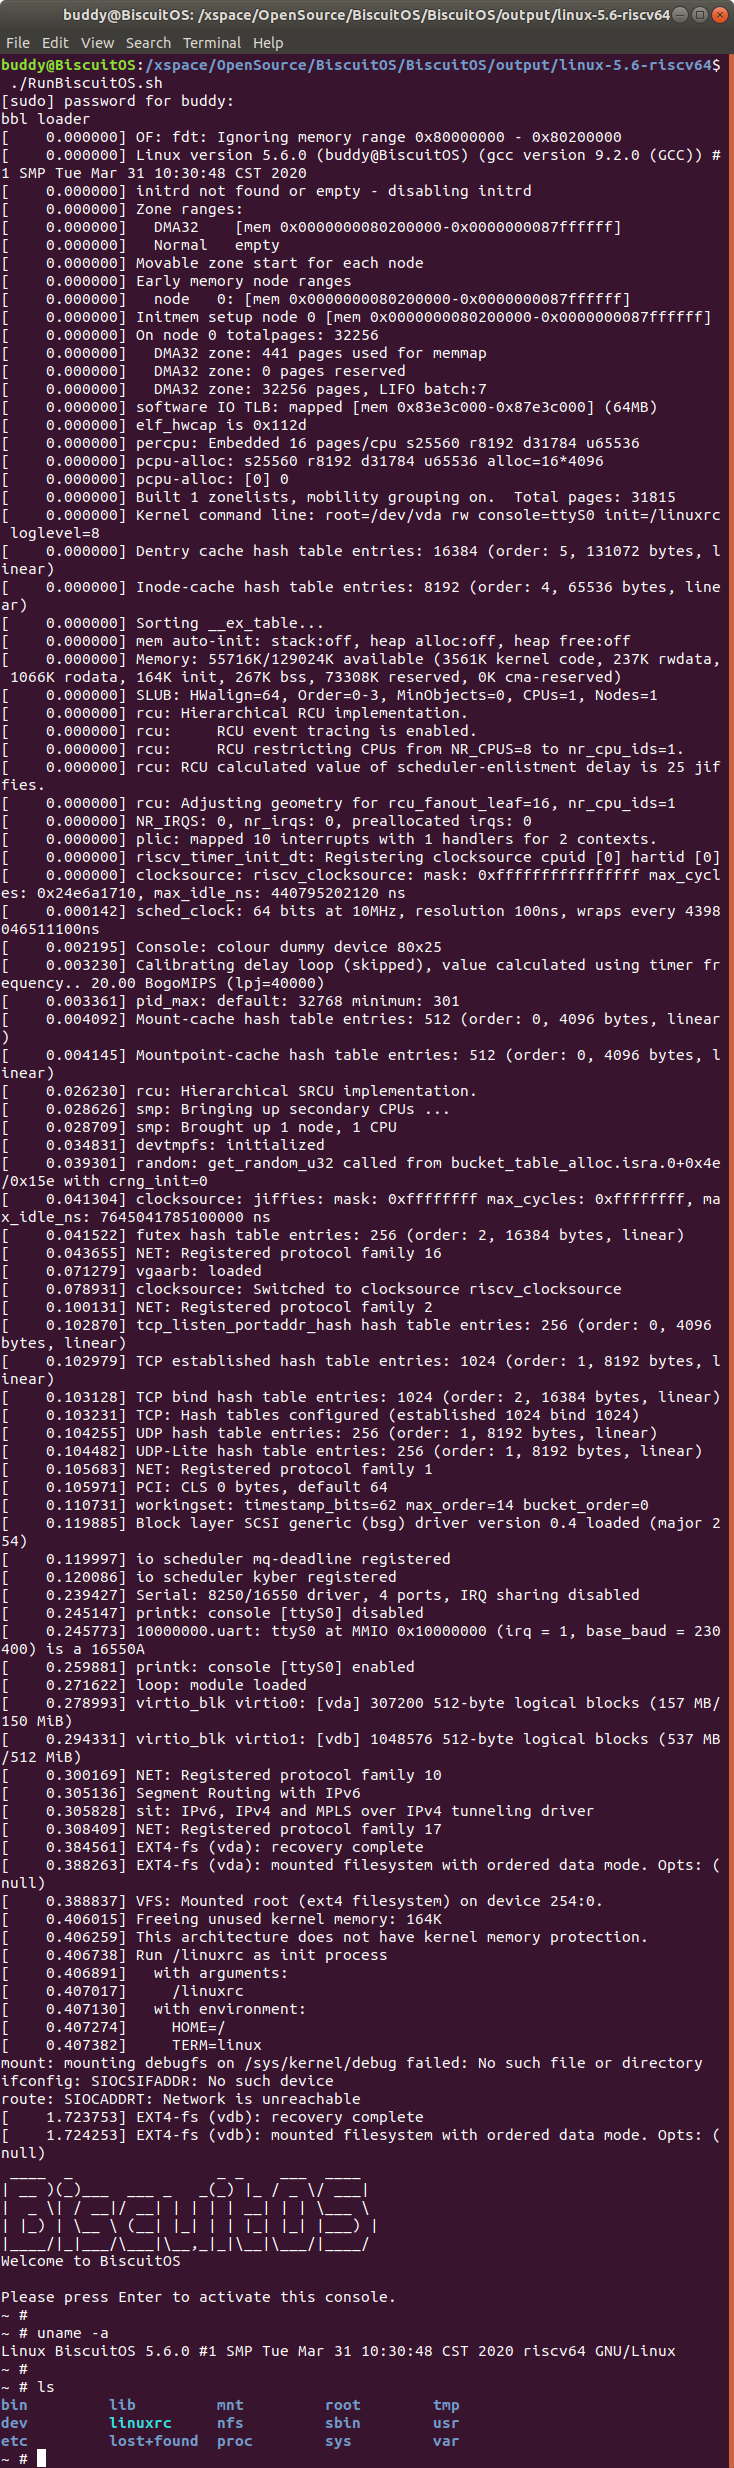 buddy@BiscuitOS: /xspace/OpenSource/BiscuitOS/BiscuitOS/output/linux-5.6-riscv64
File Edit View Search Terminal Help
buddy@BiscuitOS:/xspace/OpenSource/BiscuitOS/BiscuitOS/output/linux-5.6-riscv64$
 ./RunBiscuitOS.sh
[sudo] password for buddy:
bbl loader
[    0.000000] OF: fdt: Ignoring memory range 0x80000000 - 0x80200000
[    0.000000] Linux version 5.6.0 (buddy@BiscuitOS) (gcc version 9.2.0 (GCC)) #
1 SMP Tue Mar 31 10:30:48 CST 2020
[    0.000000] initrd not found or empty - disabling initrd
[    0.000000] Zone ranges:
[    0.000000]   DMA32    [mem 0x0000000080200000-0x0000000087ffffff]
[    0.000000]   Normal   empty
[    0.000000] Movable zone start for each node
[    0.000000] Early memory node ranges
[    0.000000]   node   0: [mem 0x0000000080200000-0x0000000087ffffff]
[    0.000000] Initmem setup node 0 [mem 0x0000000080200000-0x0000000087ffffff]
[    0.000000] On node 0 totalpages: 32256
[    0.000000]   DMA32 zone: 441 pages used for memmap
[    0.000000]   DMA32 zone: 0 pages reserved
[    0.000000]   DMA32 zone: 32256 pages, LIFO batch:7
[    0.000000] software IO TLB: mapped [mem 0x83e3c000-0x87e3c000] (64MB)
[    0.000000] elf_hwcap is 0x112d
[    0.000000] percpu: Embedded 16 pages/cpu s25560 r8192 d31784 u65536
[    0.000000] pcpu-alloc: s25560 r8192 d31784 u65536 alloc=16*4096
[    0.000000] pcpu-alloc: [0] 0
[    0.000000] Built 1 zonelists, mobility grouping on.  Total pages: 31815
[    0.000000] Kernel command line: root=/dev/vda rw console=ttyS0 init=/linuxrc
 loglevel=8
[    0.000000] Dentry cache hash table entries: 16384 (order: 5, 131072 bytes, l
inear)
[    0.000000] Inode-cache hash table entries: 8192 (order: 4, 65536 bytes, line
ar)
[    0.000000] Sorting __ex_table...
[    0.000000] mem auto-init: stack:off, heap alloc:off, heap free:off
[    0.000000] Memory: 55716K/129024K available (3561K kernel code, 237K rwdata,
 1066K rodata, 164K init, 267K bss, 73308K reserved, 0K cma-reserved)
[    0.000000] SLUB: HWalign=64, Order=0-3, MinObjects=0, CPUs=1, Nodes=1
[    0.000000] rcu: Hierarchical RCU implementation.
[    0.000000] rcu:     RCU event tracing is enabled.
[    0.000000] rcu:     RCU restricting CPUs from NR_CPUS=8 to nr_cpu_ids=1.
[    0.000000] rcu: RCU calculated value of scheduler-enlistment delay is 25 jif
fies.
[    0.000000] rcu: Adjusting geometry for rcu_fanout_leaf=16, nr_cpu_ids=1
[    0.000000] NR_IRQS: 0, nr_irqs: 0, preallocated irqs: 0
[    0.000000] plic: mapped 10 interrupts with 1 handlers for 2 contexts.
[    0.000000] riscv_timer_init_dt: Registering clocksource cpuid [0] hartid [0]
[    0.000000] clocksource: riscv_clocksource: mask: 0xffffffffffffffff max_cycl
es: 0x24e6a1710, max_idle_ns: 440795202120 ns
[    0.000142] sched_clock: 64 bits at 10MHz, resolution 100ns, wraps every 4398
046511100ns
[    0.002195] Console: colour dummy device 80x25
[    0.003230] Calibrating delay loop (skipped), value calculated using timer fr
equency.. 20.00 BogoMIPS (lpj=40000)
[    0.003361] pid_max: default: 32768 minimum: 301
[    0.004092] Mount-cache hash table entries: 512 (order: 0, 4096 bytes, linear
)
[    0.004145] Mountpoint-cache hash table entries: 512 (order: 0, 4096 bytes, l
inear)
[    0.026230] rcu: Hierarchical SRCU implementation.
[    0.028626] smp: Bringing up secondary CPUs ...
[    0.028709] smp: Brought up 1 node, 1 CPU
[    0.034831] devtmpfs: initialized
[    0.039301] random: get_random_u32 called from bucket_table_alloc.isra.0+0x4e
/0x15e with crng_init=0
[    0.041304] clocksource: jiffies: mask: 0xffffffff max_cycles: 0xffffffff, ma
x_idle_ns: 7645041785100000 ns
[    0.041522] futex hash table entries: 256 (order: 2, 16384 bytes, linear)
[    0.043655] NET: Registered protocol family 16
[    0.071279] vgaarb: loaded
[    0.078931] clocksource: Switched to clocksource riscv_clocksource
[    0.100131] NET: Registered protocol family 2
[    0.102870] tcp_listen_portaddr_hash hash table entries: 256 (order: 0, 4096
bytes, linear)
[    0.102979] TCP established hash table entries: 1024 (order: 1, 8192 bytes, l
inear)
[    0.103128] TCP bind hash table entries: 1024 (order: 2, 16384 bytes, linear)
[    0.103231] TCP: Hash tables configured (established 1024 bind 1024)
[    0.104255] UDP hash table entries: 256 (order: 1, 8192 bytes, linear)
[    0.104482] UDP-Lite hash table entries: 256 (order: 1, 8192 bytes, linear)
[    0.105683] NET: Registered protocol family 1
[    0.105971] PCI: CLS 0 bytes, default 64
[    0.110731] workingset: timestamp_bits=62 max_order=14 bucket_order=0
[    0.119885] Block layer SCSI generic (bsg) driver version 0.4 loaded (major 2
54)
[    0.119997] io scheduler mq-deadline registered
[    0.120086] io scheduler kyber registered
[    0.239427] Serial: 8250/16550 driver, 4 ports, IRQ sharing disabled
[    0.245147] printk: console [ttyS0] disabled
[    0.245773] 10000000.uart: ttyS0 at MMIO 0x10000000 (irq = 1, base_baud = 230
400) is a 16550A
[    0.259881] printk: console [ttyS0] enabled
[    0.271622] loop: module loaded
[    0.278993] virtio_blk virtio0: [vda] 307200 512-byte logical blocks (157 MB/
150 MiB)
[    0.294331] virtio_blk virtio1: [vdb] 1048576 512-byte logical blocks (537 MB
/512 MiB)
[    0.300169] NET: Registered protocol family 10
[    0.305136] Segment Routing with IPv6
[    0.305828] sit: IPv6, IPv4 and MPLS over IPv4 tunneling driver
[    0.308409] NET: Registered protocol family 17
[    0.384561] EXT4-fs (vda): recovery complete
[    0.388263] EXT4-fs (vda): mounted filesystem with ordered data mode. Opts: (
null)
[    0.388837] VFS: Mounted root (ext4 filesystem) on device 254:0.
[    0.406015] Freeing unused kernel memory: 164K
[    0.406259] This architecture does not have kernel memory protection.
[    0.406738] Run /linuxrc as init process
[    0.406891]   with arguments:
[    0.407017]     /linuxrc
[    0.407130]   with environment:
[    0.407274]     HOME=/
[    0.407382]     TERM=linux
mount: mounting debugfs on /sys/kernel/debug failed: No such file or directory
ifconfig: SIOCSIFADDR: No such device
route: SIOCADDRT: Network is unreachable
[    1.723753] EXT4-fs (vdb): recovery complete
[    1.724253] EXT4-fs (vdb): mounted filesystem with ordered data mode. Opts: (
null)
 ____  _                _ _    ___  ____
| __ )(_)___  ___ _   _(_) |_ / _ \/ ___|
|  _ \| / __|/ __| | | | | __| | | \___ \
| |_) | \__ \ (__| |_| | | |_| |_| |___) |
|____/|_|___/\___|\__,_|_|\__|\___/|____/
Welcome to BiscuitOS

Please press Enter to activate this console.
~ #
~ # uname -a
Linux BiscuitOS 5.6.0 #1 SMP Tue Mar 31 10:30:48 CST 2020 riscv64 GNU/Linux
~ #
~ # ls
bin         lib         mnt         root        tmp
dev         linuxrc     nfs         sbin        usr
etc         lost+found  proc        sys         var
~ #